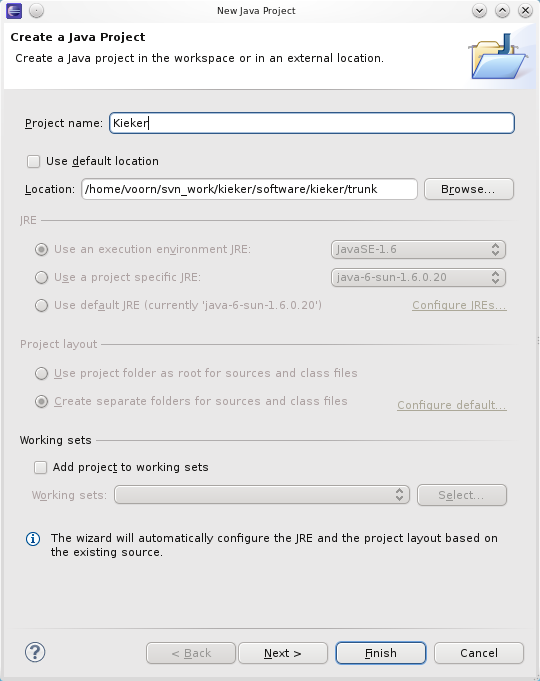 New Java Project
Create a Java Project
Create a Java project in the workspace or in an external location.
Project name: Kieker
Use default location
Location: /home/voorn/svn_work/kieker/software/kieker/trunk Browse...
JRE
Use an execution environment JRE: JavaSE-1.6
Use a project specific JRE: java-6-sun-1.6.0.20
Use default JRE (currently 'java-6-sun-1.6.0.20') Configure JREs...
Project layout
Use project folder as root for sources and class files
Create separate folders for sources and class files Configure default...
Working sets
Add project to working sets
Working sets: Select...
The wizard will automatically configure the JRE and the project layout based on
the existing source.
? < Back Next > Finish Cancel